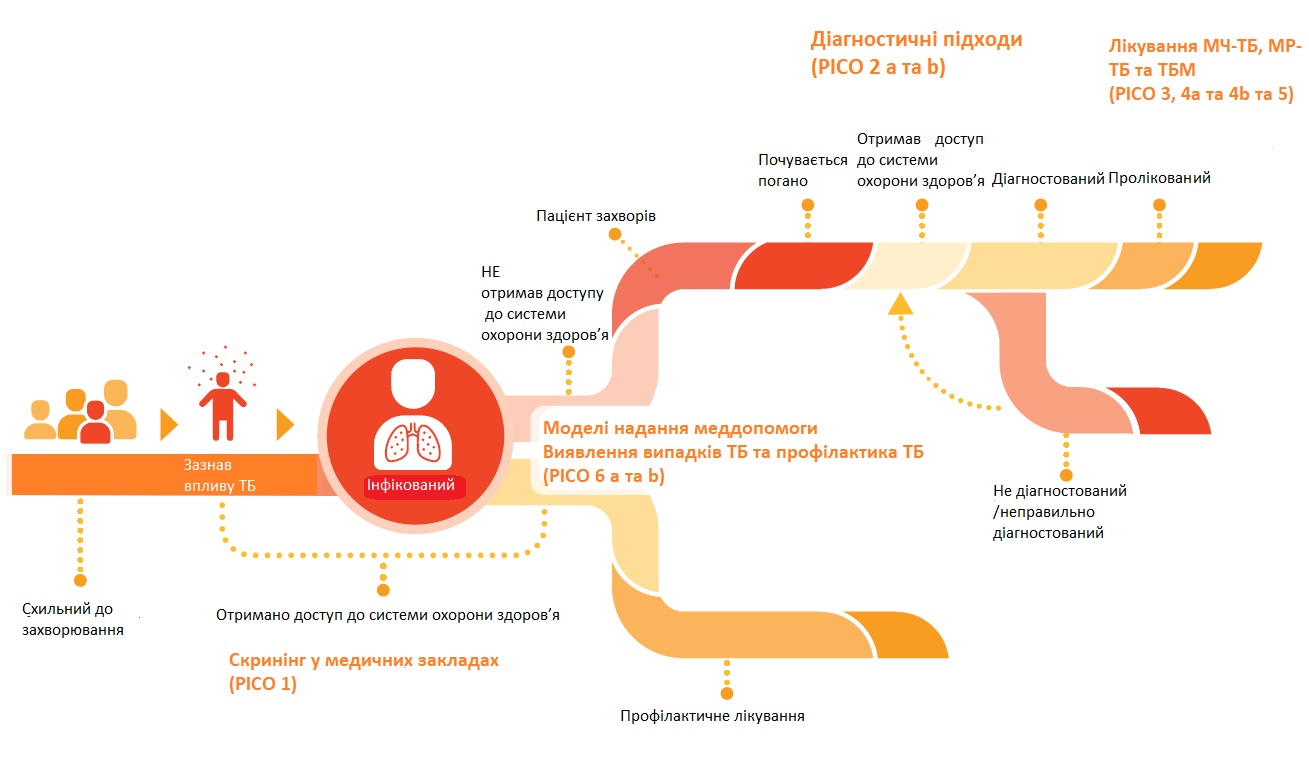 Діагностичні підходи
(PICO 2 a та b)
Лікування МЧ-ТБ, МР-
ТБ та ТБМ
(PICO 3, 4a та 4b та 5)
Почувається
погано
Отримав доступ
до системи
охорони здоров’я
Діагностований
Пролікований
Пацієнт захворів
НЕ
отримав доступу
до системи
охорони здоров’я
Моделі надання меддопомоги
Виявлення випадків ТБ та профілактика ТБ
(PICO 6 a та b)
Зазнав
впливу ТБ
Інфікований
Не діагностований
/неправильно
діагностований
Схильний до
захворювання
Отримано доступ до системи охорони здоров’я
Скринінг у медичних закладах
(PICO 1)
Профілактичне лікування